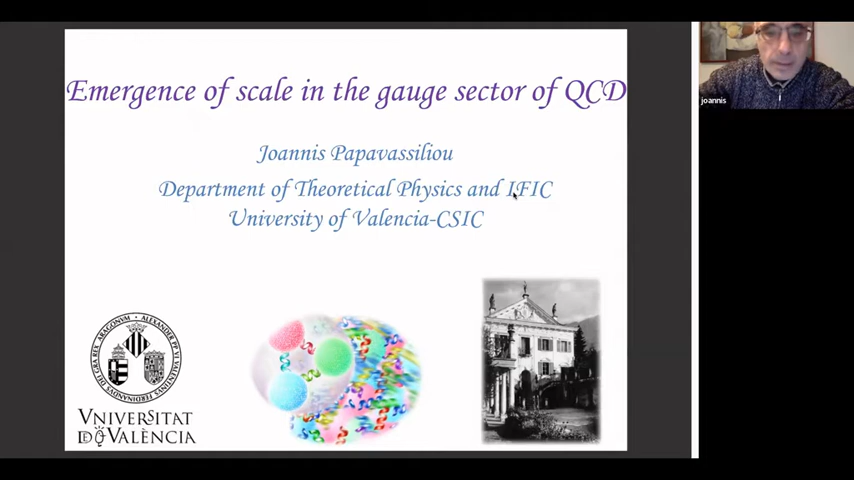 Emergence of scale in the gauge sector of QCD
Joannis Papavassiliou
Department of Theoretical Physics and IFIC
University of Valencia-CSIC
VNIVERSITAT
DE VALÈNCIA
joannis